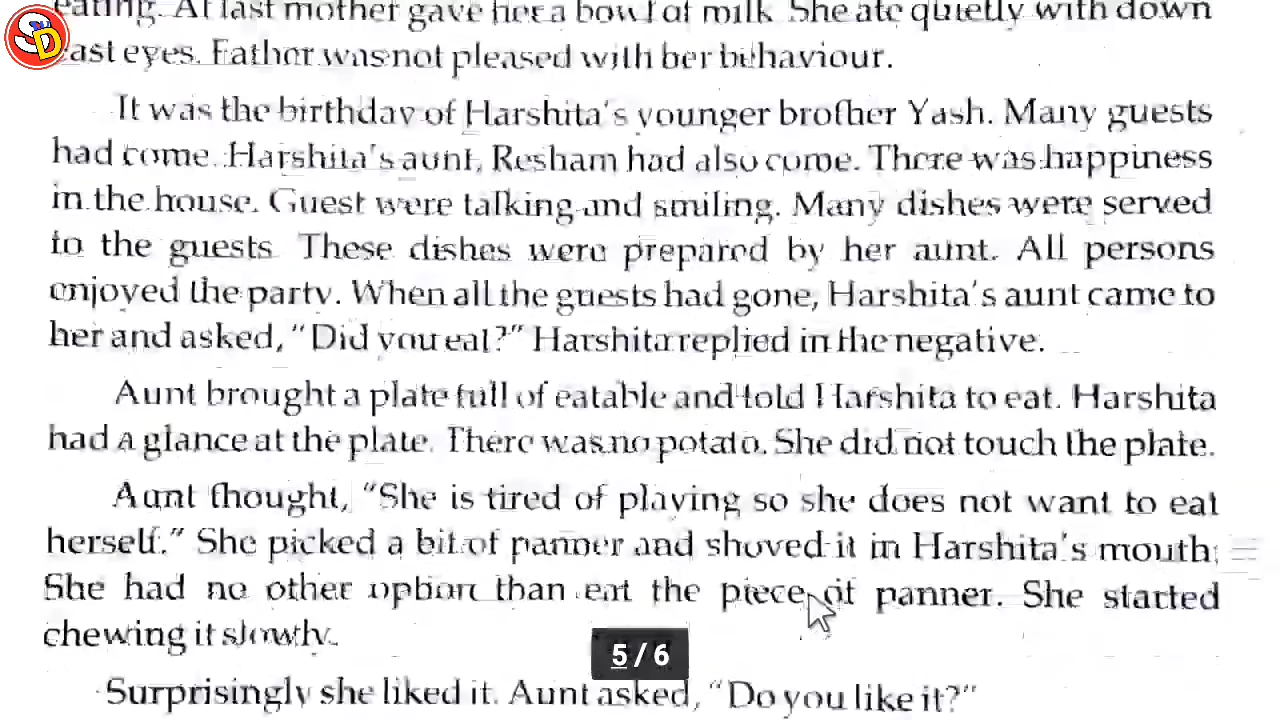 SD
eating. At last mother gave her a bowl of milk. She ate quietly with down
cast eyes. Father was not pleased with her behaviour.
It was the birthday of Harshita's younger brother Yash. Many guests
had come. Harshita's aunt, Resham had also come. There was happiness
in the house. Guest were talking and smiling. Many dishes were served
to the guests. These dishes were prepared by her aunt. All persons
enjoyed the party. When all the guests had gone, Harshita's aunt came to
her and asked, "Did you eat?" Harshita replied in the negative.
Aunt brought a plate full of eatable and told Harshita to eat. Harshita
had a glance at the plate. There was no potato. She did not touch the plate.
Aunt thought, "She is tired of playing so she does not want to eat
herself." She picked a bit of panner and shoved it in Harshita's mouth.
She had no other option than eat the piece of panner. She started
chewing it slowly.
5 / 6
Surprisingly she liked it. Aunt asked, "Do you like it?"